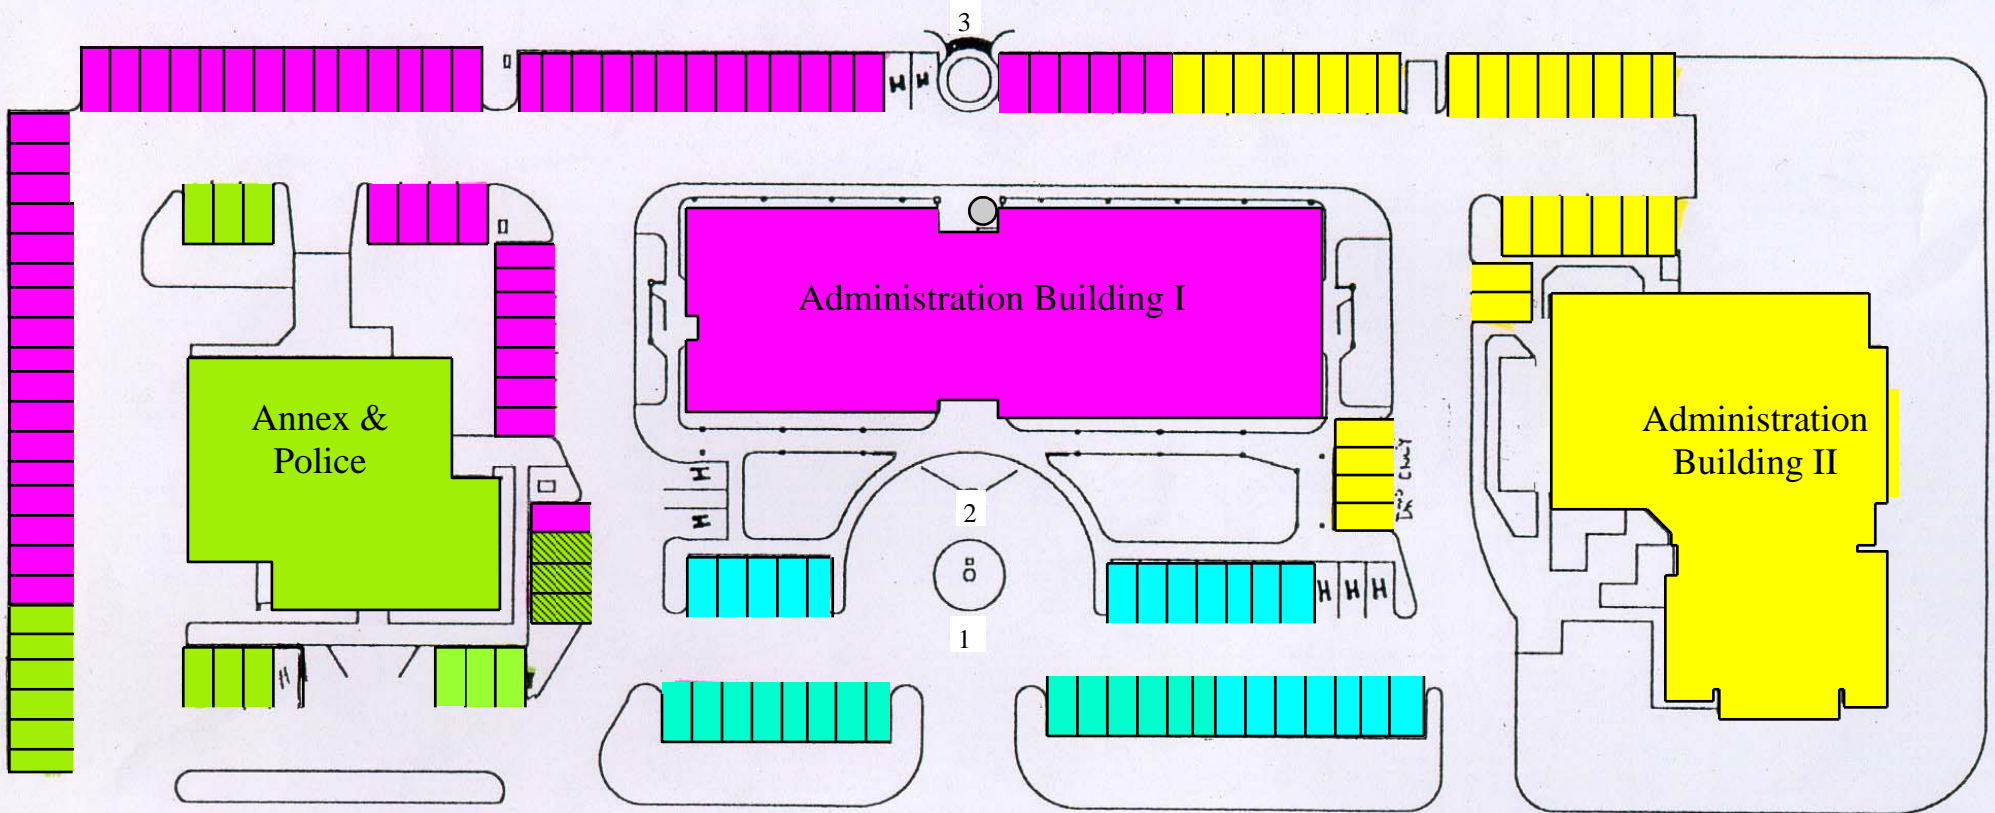 3
H H
Administration Building I
Annex &
Police
Administration
Building II
H
H
2
H H H
1
H